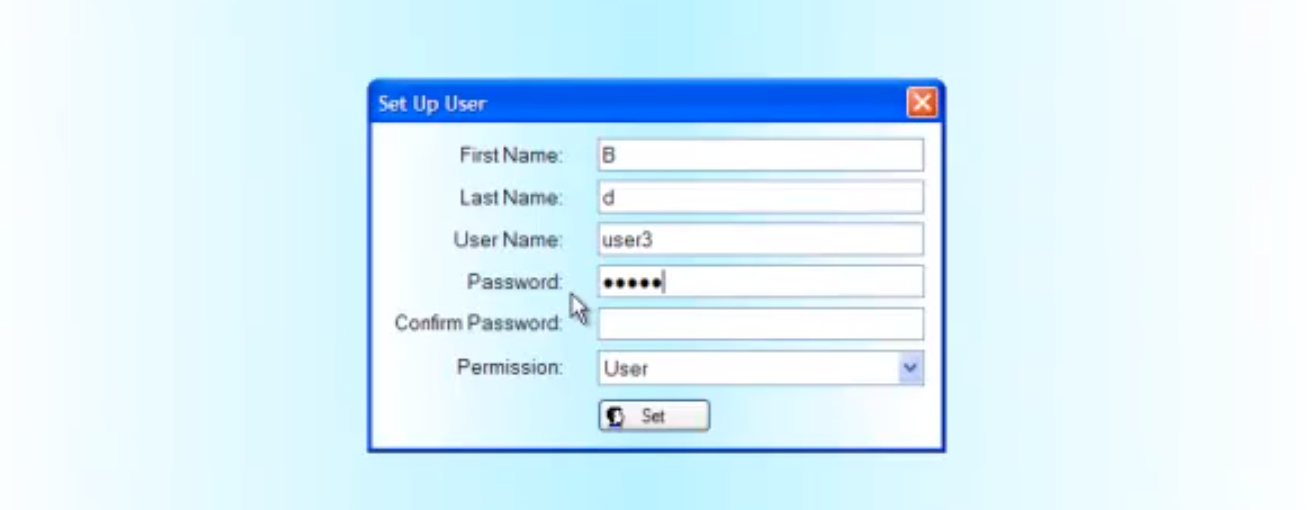 Set Up User
First Name: B
Last Name: d
User Name: user3
Password: •••••
Confirm Password:
Permission: User
Set